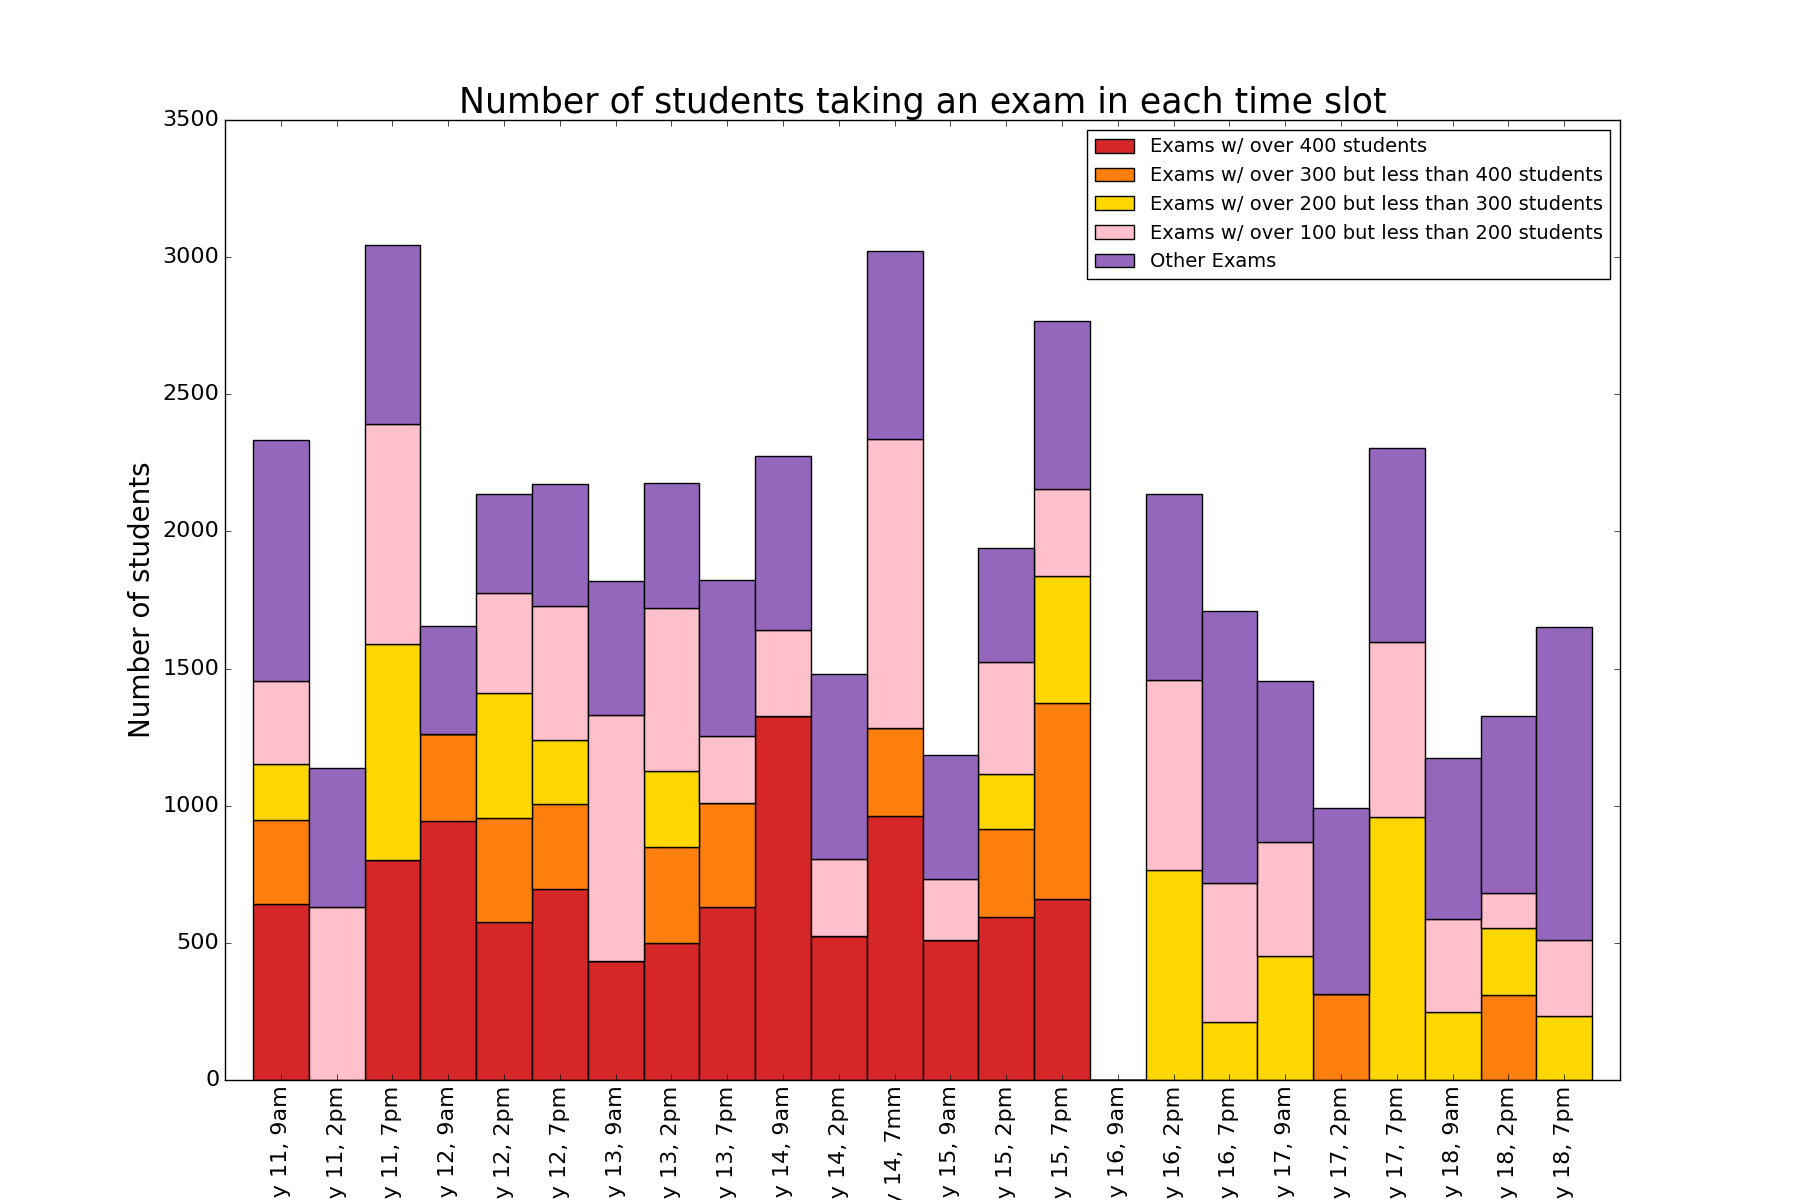 Number of students taking an exam in each time slot
Number of students
3500
3000
2500
2000
1500
1000
500
0
Exams w/ over 400 students
Exams w/ over 300 but less than 400 students
Exams w/ over 200 but less than 300 students
Exams w/ over 100 but less than 200 students
Other Exams
y 11, 9am
y 11, 2pm
y 11, 7pm
y 12, 9am
y 12, 2pm
y 12, 7pm
y 13, 9am
y 13, 2pm
y 13, 7pm
y 14, 9am
y 14, 2pm
y 14, 7mm
y 15, 9am
y 15, 2pm
y 15, 7pm
y 16, 9am
y 16, 2pm
y 16, 7pm
y 17, 9am
y 17, 2pm
y 17, 7pm
y 18, 9am
y 18, 2pm
y 18, 7pm